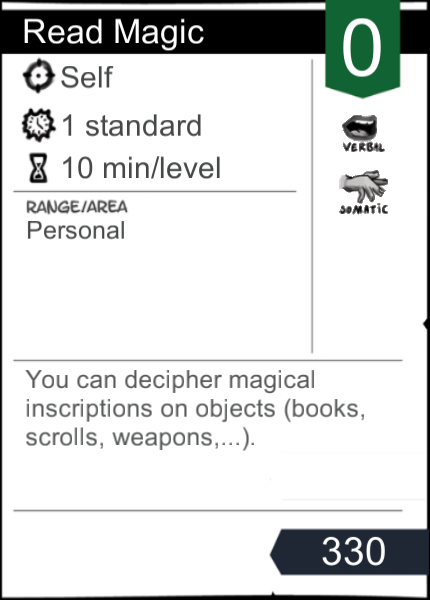 Read Magic
0
Self
1 standard
10 min/level
VERBAL
SOMATIC
RANGE/AREA
Personal
You can decipher magical
inscriptions on objects (books,
scrolls, weapons,...).
330